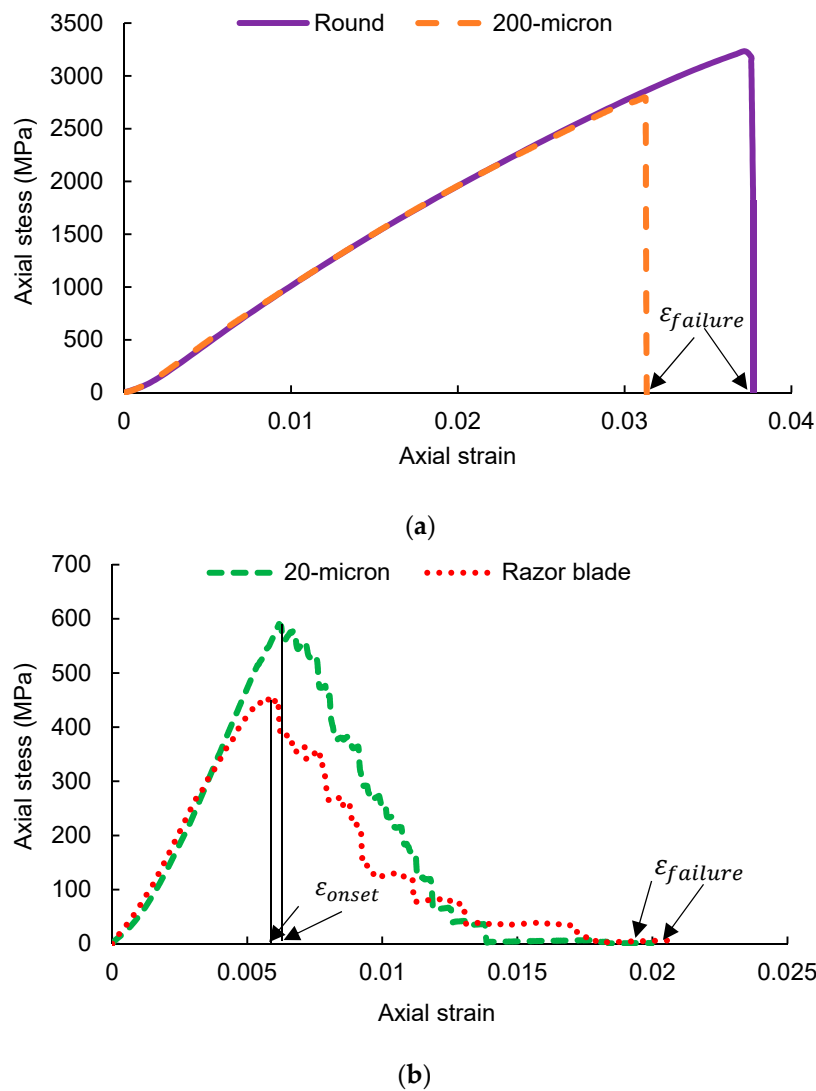 Round 200-micron
3500
3000
2500
2000
1500
1000
500
0
Axial stess (MPa)
ε_failure
0 0.01 0.02 0.03 0.04
Axial strain
(a)
20-micron Razor blade
700
600
500
400
300
200
100
0
Axial stess (MPa)
ε_onset
ε_failure
0 0.005 0.01 0.015 0.02 0.025
Axial strain
(b)